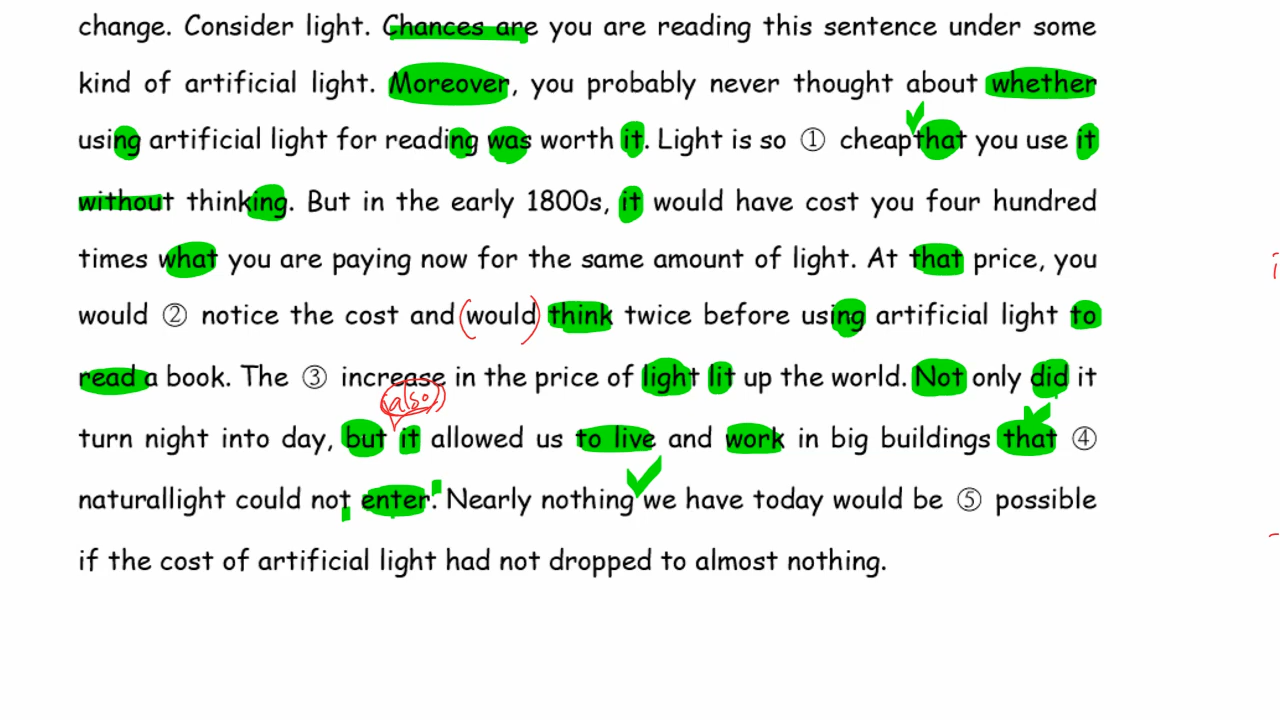 change. Consider light. Chances are you are reading this sentence under some
kind of artificial light. Moreover, you probably never thought about whether
using artificial light for reading was worth it. Light is so ① cheapthat you use it
without thinking. But in the early 1800s, it would have cost you four hundred
times what you are paying now for the same amount of light. At that price, you
would ② notice the cost and (would) think twice before using artificial light to
read a book. The ③ increase in the price of light lit up the world. Not only did it
(also)
turn night into day, but it allowed us to live and work in big buildings that ④
naturallight could not enter. Nearly nothing we have today would be ⑤ possible
if the cost of artificial light had not dropped to almost nothing.